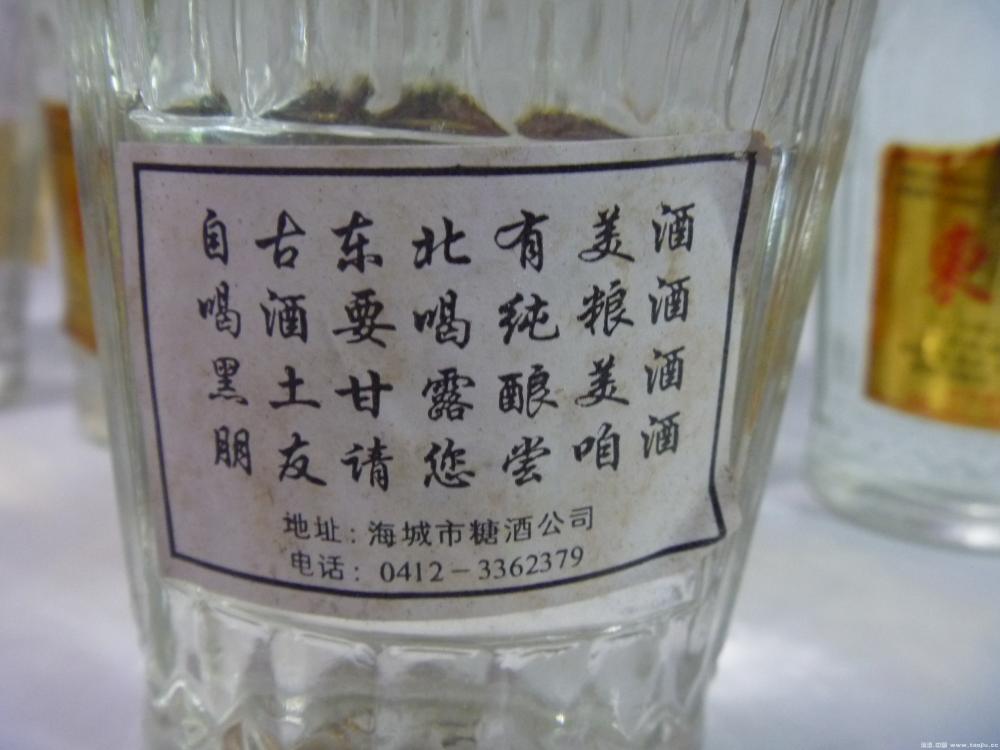 自古东北有美酒
喝酒要喝纯粮酒
黑土甘露酿美酒
朋友请您尝咱酒
地址：海城市糖酒公司
电话：0412－3362379
东